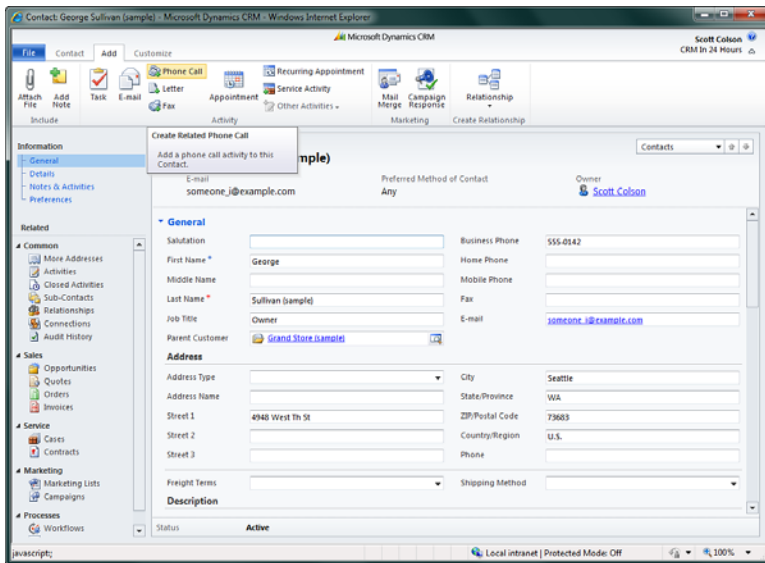 Contact: George Sullivan (sample) - Microsoft Dynamics CRM - Windows Internet Explorer
Microsoft Dynamics CRM
Scott Colson
CRM In 24 Hours
File Contact Add Customize
Attach File
Add Note
Task
E-mail
Phone Call
Letter
Fax
Appointment
Recurring Appointment
Service Activity
Other Activities
Mail Merge
Campaign Response
Relationship
Include Activity Marketing Create Relationship
Create Related Phone Call
Add a phone call activity to this Contact.
mple)
Contacts
E-mail Preferred Method of Contact Owner
someone_i@example.com Any Scott Colson
Information
General
Details
Notes & Activities
Preferences
Related
Common
More Addresses
Activities
Closed Activities
Sub-Contacts
Relationships
Connections
Audit History
Sales
Opportunities
Quotes
Orders
Invoices
Service
Cases
Contracts
Marketing
Marketing Lists
Campaigns
Processes
Workflows
General
Salutation Business Phone 555-0142
First Name * George Home Phone
Middle Name Mobile Phone
Last Name * Sullivan (sample) Fax
Job Title Owner E-mail someone_i@example.com
Parent Customer Grand Store (sample)
Address
Address Type City Seattle
Address Name State/Province WA
Street 1 4948 West Th St ZIP/Postal Code 73683
Street 2 Country/Region U.S.
Street 3 Phone
Freight Terms Shipping Method
Description
Status Active
javascript:; Local intranet | Protected Mode: Off 100%